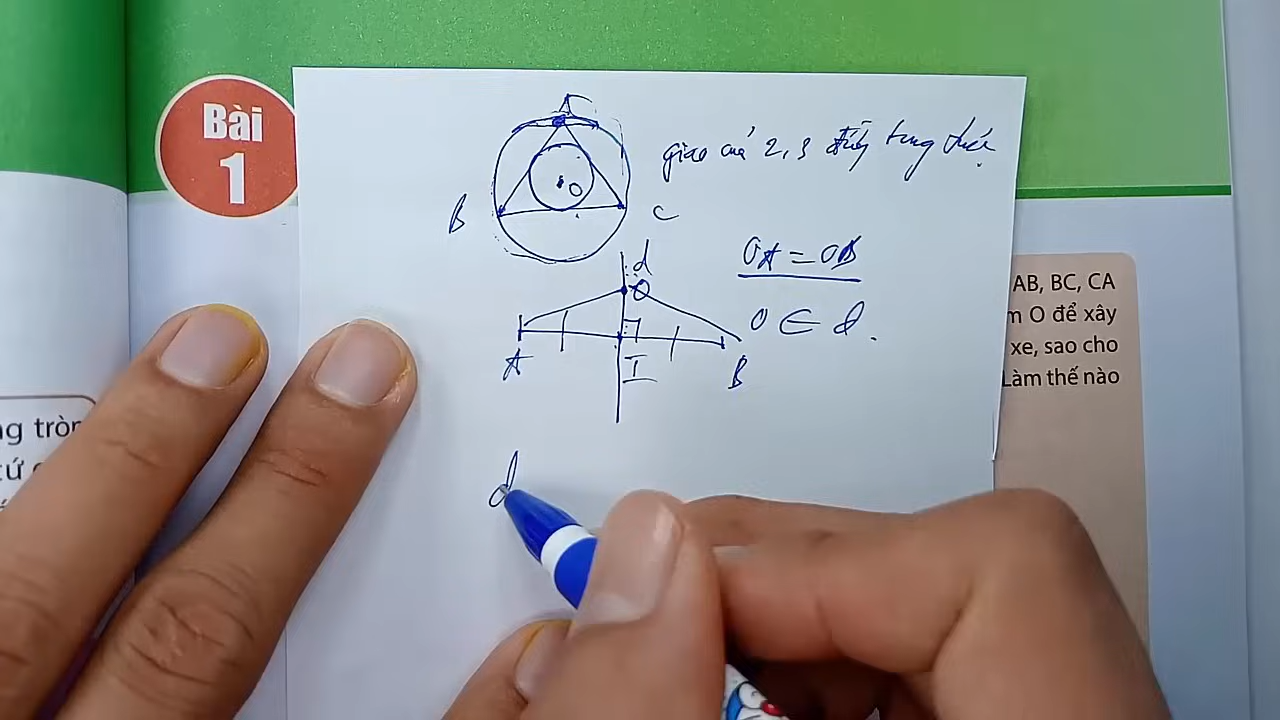 Bài
1
A
O
B
C
giao của 2, 3 đường trung trực
d
O
A
I
B
OA = OB
O ∈ d.
d
AB, BC, CA
m O để xây
xe, sao cho
Làm thế nào
ng tròn
tứ